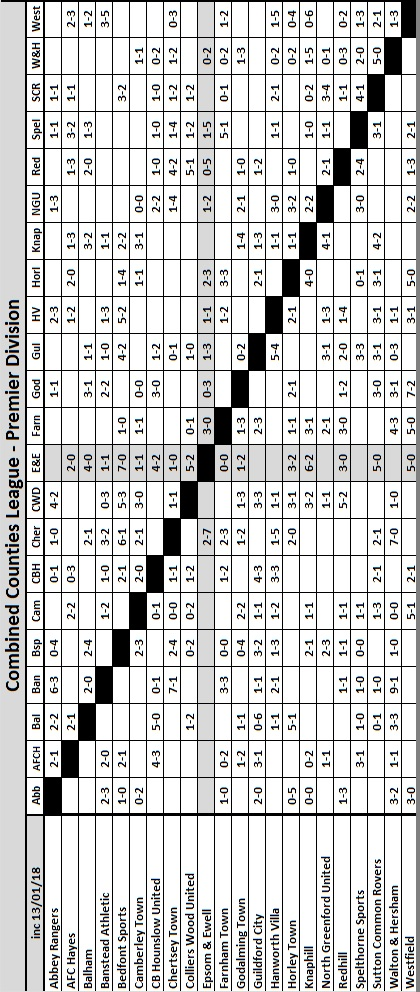 Combined Counties League - Premier Division
inc 13/01/18 Abb AFCH Bal Ban Bsp Cam CBH Cher CWD E&E Farn God Gul HV Horl Knap NGU Red Spel SCR W&H West
Abbey Rangers 2-1 2-2 6-3 0-4 0-1 1-0 4-2 1-1 2-3 1-3 1-1 1-1
AFC Hayes 2-1 2-2 0-3 2-0 1-2 2-0 1-3 1-3 3-2 1-1 2-3
Balham 2-0 2-4 2-1 4-0 3-1 1-1 3-2 2-0 1-3 1-2
Banstead Athletic 2-3 2-0 1-2 1-0 3-2 0-3 1-1 2-2 1-0 1-3 1-1 3-5
Bedfont Sports 1-0 2-1 2-1 6-1 5-3 7-0 1-0 4-2 5-2 1-4 2-2 3-2
Camberley Town 0-2 2-3 2-0 2-1 3-0 1-1 1-1 0-0 1-1 3-1 0-0 1-1
CB Hounslow United 4-3 5-0 0-1 0-1 4-2 3-0 1-2 2-2 1-0 1-0 1-0 0-2
Chertsey Town 7-1 2-4 0-0 1-1 1-1 1-0 0-1 1-4 4-2 1-4 1-2 1-2 0-3
Colliers Wood United 1-2 0-2 0-2 1-2 5-2 0-1 1-0 5-1 1-2 1-2
Epsom & Ewell 2-7 3-0 0-3 1-3 1-1 2-3 1-2 0-5 1-5 0-2
Farnham Town 1-0 0-2 3-3 0-0 1-2 2-3 0-0 1-2 3-3 5-1 0-1 0-2 1-2
Godalming Town 1-2 1-1 0-4 2-2 1-2 1-3 1-2 1-3 0-2 1-4 2-1 1-0 1-3
Guildford City 2-0 3-1 0-6 1-1 3-2 1-1 4-3 3-3 2-3 2-1 1-3 1-2
Hanworth Villa 1-1 2-1 1-3 1-2 3-3 1-5 1-1 5-4 1-1 3-0 1-1 2-1 0-2 1-5
Horley Town 0-5 5-1 2-0 3-1 3-2 1-1 2-1 2-1 1-1 3-2 1-0 0-4
Knaphill 0-0 0-2 2-1 1-1 3-2 6-2 3-1 4-0 2-2 1-0 0-2 1-5 0-6
North Greenford United 1-1 2-3 1-1 2-1 3-1 1-3 4-1 2-1 1-1 3-4 0-1
Redhill 1-3 1-1 1-1 1-1 5-2 3-0 3-0 1-2 2-0 1-4 1-1 0-3 0-2
Spelthorne Sports 3-1 1-0 1-0 0-0 1-1 3-3 0-1 3-0 2-4 4-1 2-0 1-3
Sutton Common Rovers 0-1 1-0 1-3 2-1 2-1 5-0 3-0 3-1 3-1 3-1 4-2 3-1 5-0 2-1
Walton & Hersham 3-2 1-1 3-3 9-1 1-0 0-0 7-0 1-0 4-3 3-1 0-3 1-1 1-3
Westfield 3-0 5-1 2-1 5-0 5-0 7-2 3-1 5-0 2-2 1-3 2-1